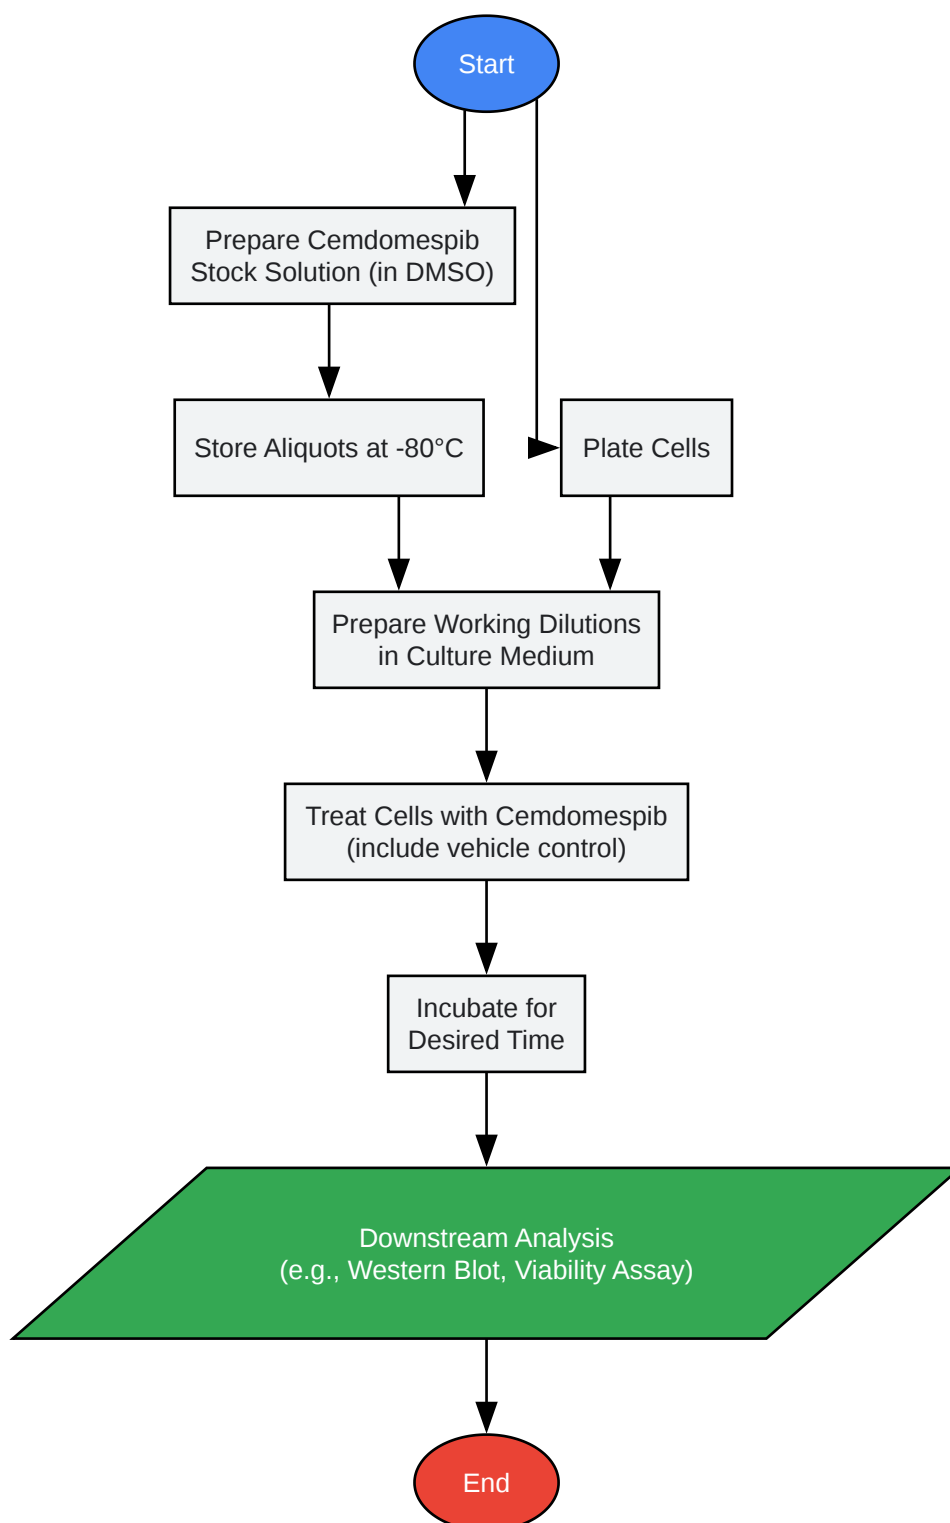 Start
Prepare Cemdomespib
Stock Solution (in DMSO)
Store Aliquots at -80°C
Plate Cells
Prepare Working Dilutions
in Culture Medium
Treat Cells with Cemdomespib
(include vehicle control)
Incubate for
Desired Time
Downstream Analysis
(e.g., Western Blot, Viability Assay)
End